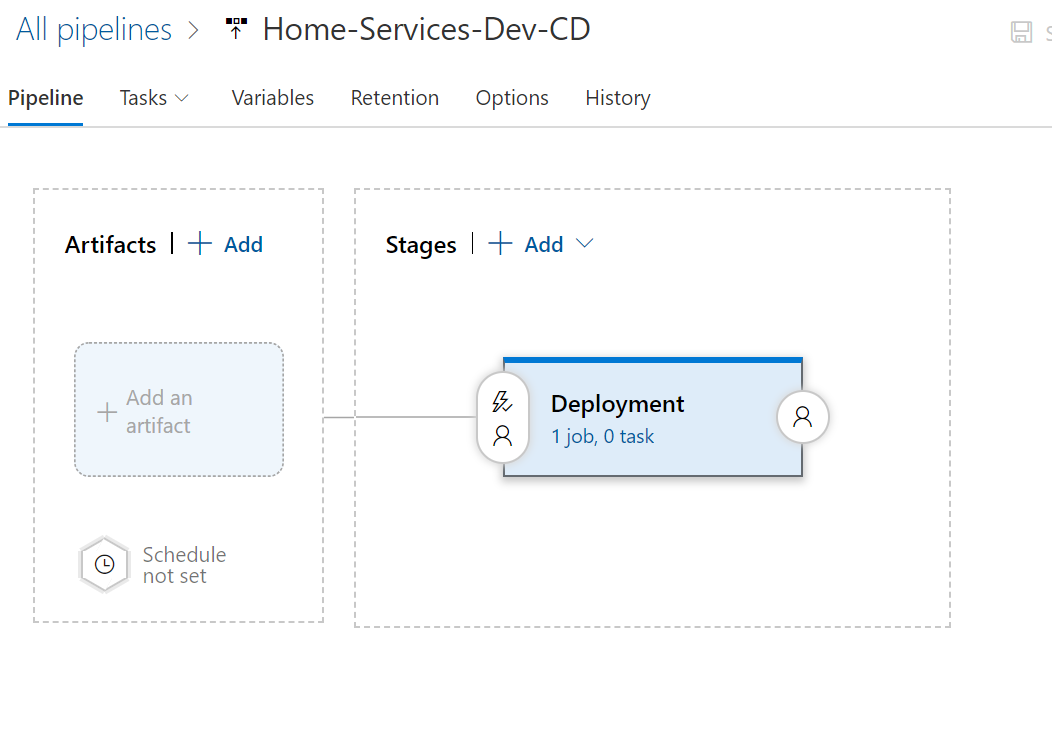 All pipelines > Home-Services-Dev-CD
Pipeline Tasks Variables Retention Options History
Artifacts | + Add
Stages | + Add
+ Add an
artifact
Deployment
1 job, 0 task
Schedule
not set